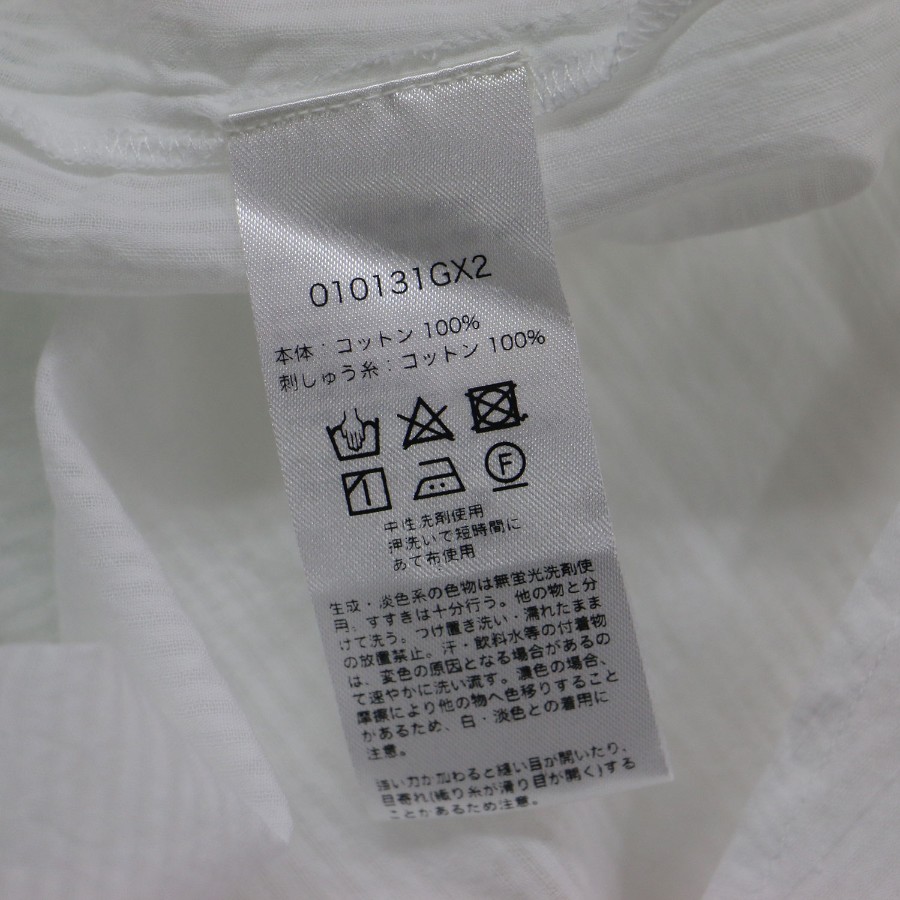 010131GX2
本体：コットン 100%
刺しゅう糸：コットン 100%
F
中性洗剤使用
押洗いで短時間に
あて布使用
生成・淡色系の色物は無蛍光洗剤使
用、すすぎは十分行う。他の物と分
けて洗う。つけ置き洗い・濡れたまま
の放置禁止。汗・飲料水等の付着物
は、変色の原因となる場合があるの
で速やかに洗い流す。濃色の場合、
摩擦により他の物へ色移りすること
があるため、白・淡色との着用に
注意。
強い力が加わると縫い目が開いたり、
目寄れ(織り糸が滑り目が開く)する
ことがあるため注意。